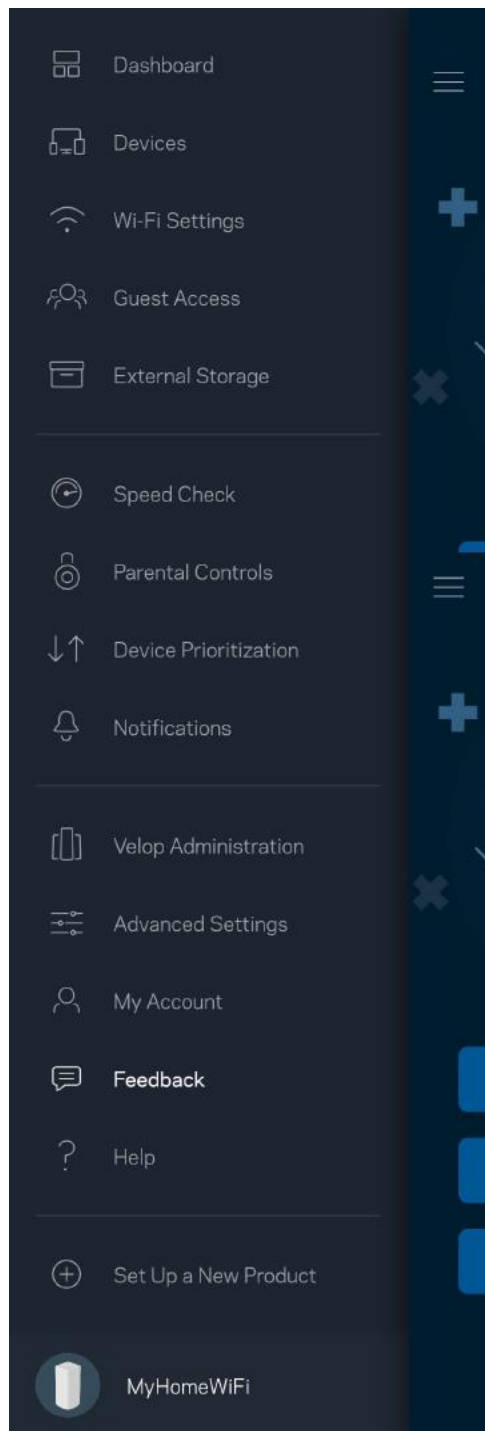 Dashboard
Devices
Wi-Fi Settings
Guest Access
External Storage
Speed Check
Parental Controls
Device Prioritization
Notifications
Velop Administration
Advanced Settings
My Account
Feedback
Help
Set Up a New Product
MyHomeWiFi